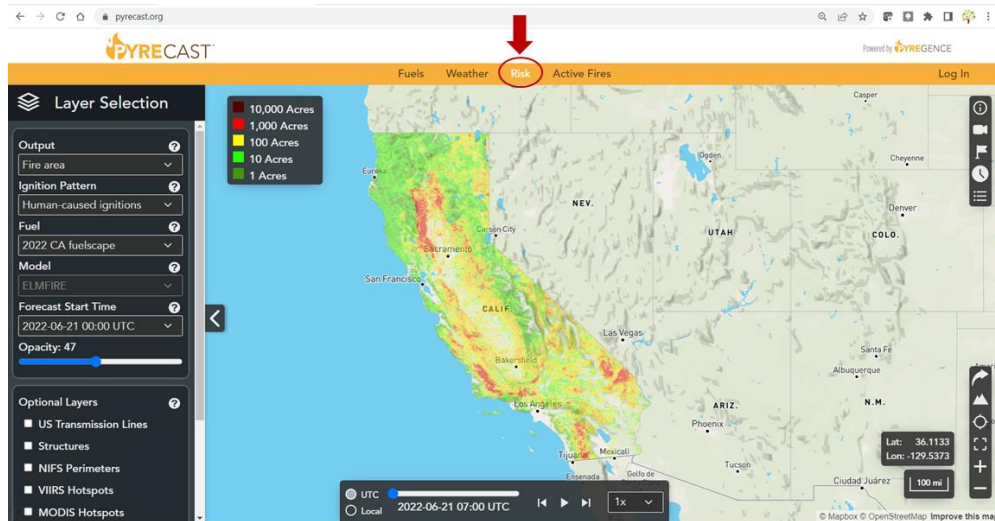 pyrecast.org
PYRECAST
Powered by PYREGENCE
Fuels Weather Risk Active Fires Log In
Layer Selection
Output
Fire area
Ignition Pattern
Human-caused ignitions
Fuel
2022 CA fuelscape
Model
ELMFIRE
Forecast Start Time
2022-06-21 00:00 UTC
Opacity: 47
Optional Layers
US Transmission Lines
Structures
NIFS Perimeters
VIIRS Hotspots
MODIS Hotspots
10,000 Acres
1,000 Acres
100 Acres
10 Acres
1 Acres
Casper
Eureka
Ogden
Cheyenne
NEV.
Denver
Carson City
UTAH
COLO.
Sacramento
San Francisco
CALIF.
Las Vegas
Bakersfield
Santa Fe
Albuquerque
Los Angeles
ARIZ.
N.M.
Phoenix
Tijuana
Mexicali
Tucson
Ensenada
Golfo de
Ciudad Juárez
Lat: 36.1133
Lon: -129.5373
100 mi
UTC
Local
2022-06-21 07:00 UTC
1x
© Mapbox © OpenStreetMap Improve this ma